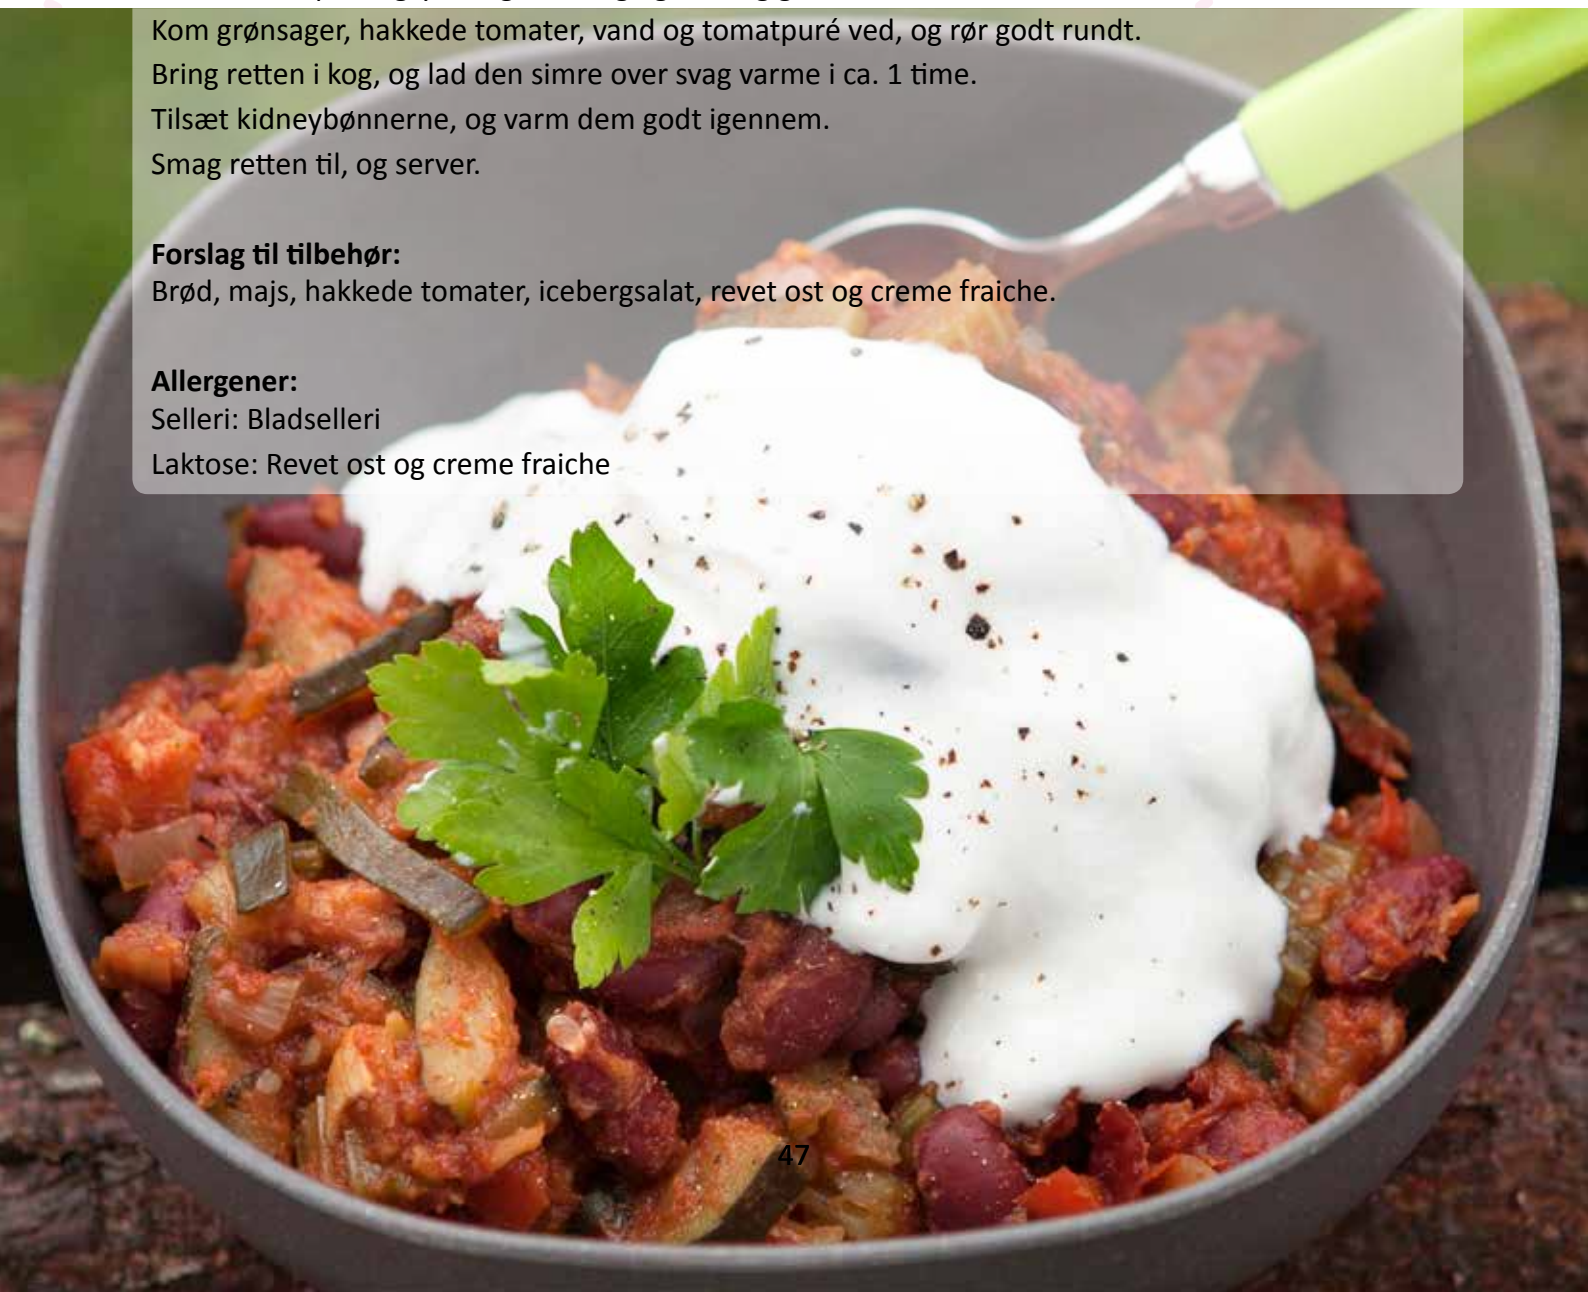 Kom grønsager, hakkede tomater, vand og tomatpuré ved, og rør godt rundt.
Bring retten i kog, og lad den simre over svag varme i ca. 1 time.
Tilsæt kidneybønnerne, og varm dem godt igennem.
Smag retten til, og server.
Forslag til tilbehør:
Brød, majs, hakkede tomater, icebergsalat, revet ost og creme fraiche.
Allergener:
Selleri: Bladselleri
Laktose: Revet ost og creme fraiche
47